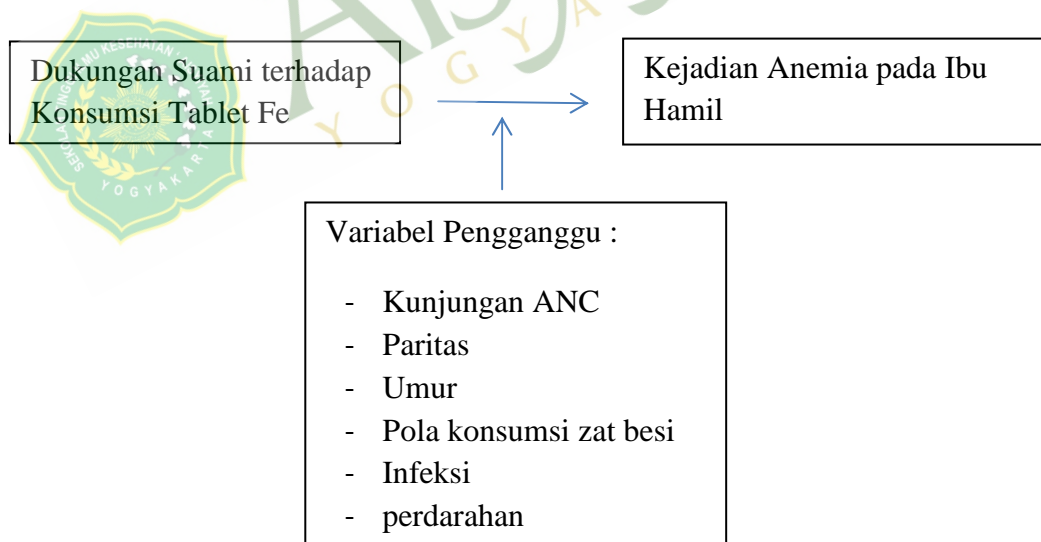 Dukungan Suami terhadap
Konsumsi Tablet Fe
Kejadian Anemia pada Ibu
Hamil
Variabel Pengganggu :
- Kunjungan ANC
- Paritas
- Umur
- Pola konsumsi zat besi
- Infeksi
- perdarahan
YOGYAKARTA